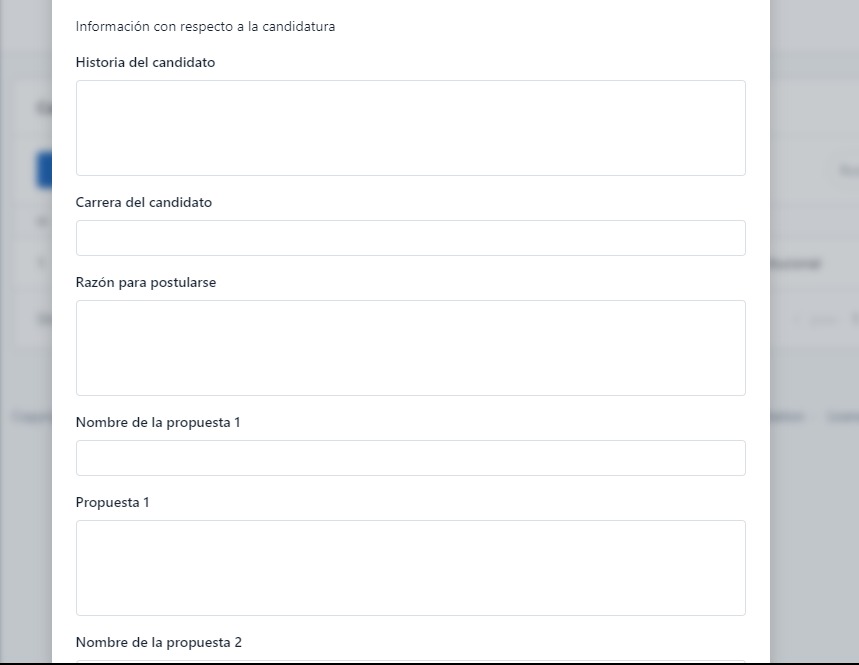 Información con respecto a la candidatura
Historia del candidato
Carrera del candidato
Razón para postularse
Nombre de la propuesta 1
Propuesta 1
Nombre de la propuesta 2